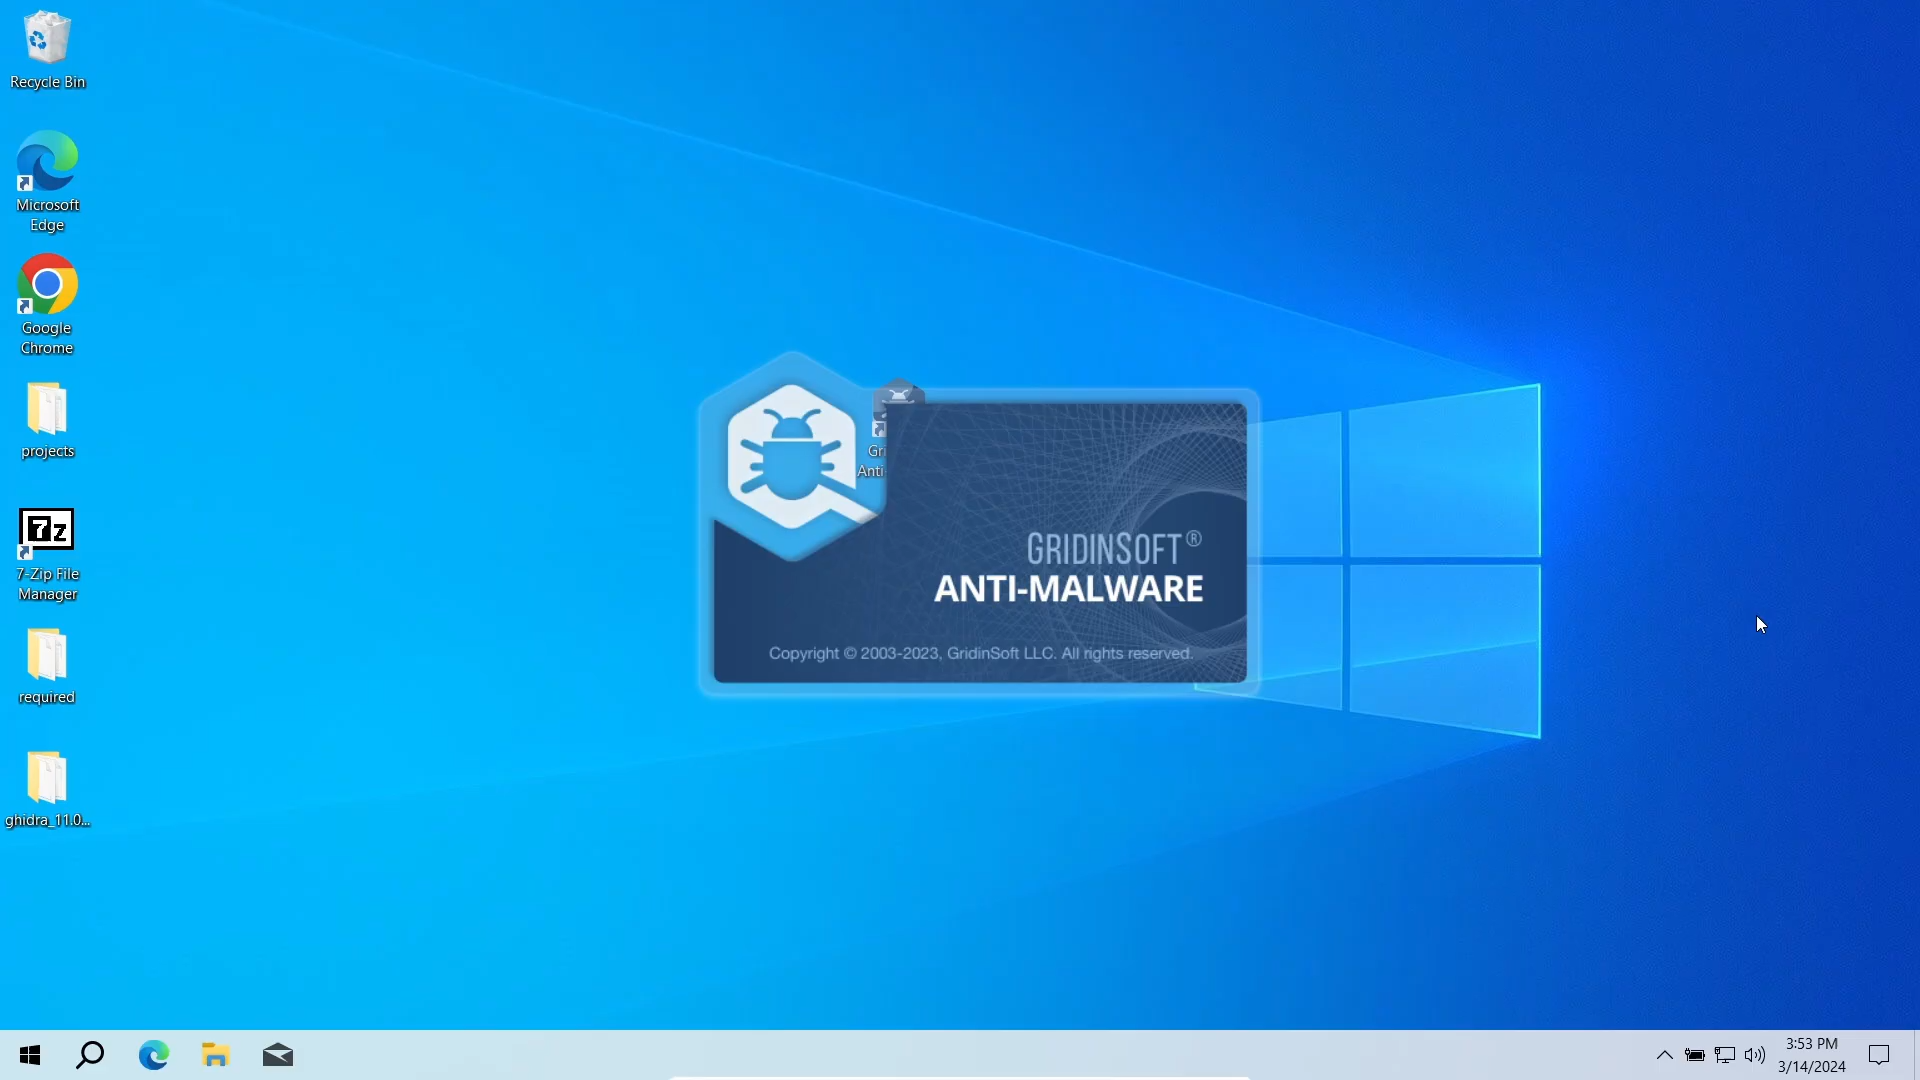 Recycle Bin
Microsoft
Edge
Google
Chrome
projects
7z
7-Zip File
Manager
required
ghidra_11.0...
Gri
Anti-
GRIDINSOFT®
ANTI-MALWARE
Copyright © 2003-2023, GridinSoft LLC. All rights reserved.
3:53 PM
3/14/2024